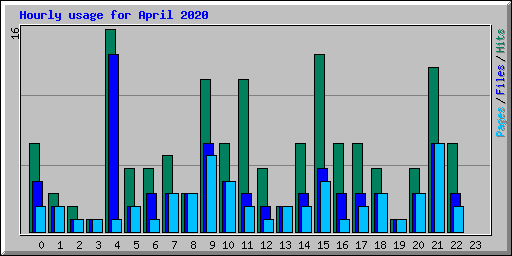 Hourly usage for April 2020
16
Pages/Files/Hits
0 1 2 3 4 5 6 7 8 9 10 11 12 13 14 15 16 17 18 19 20 21 22 23